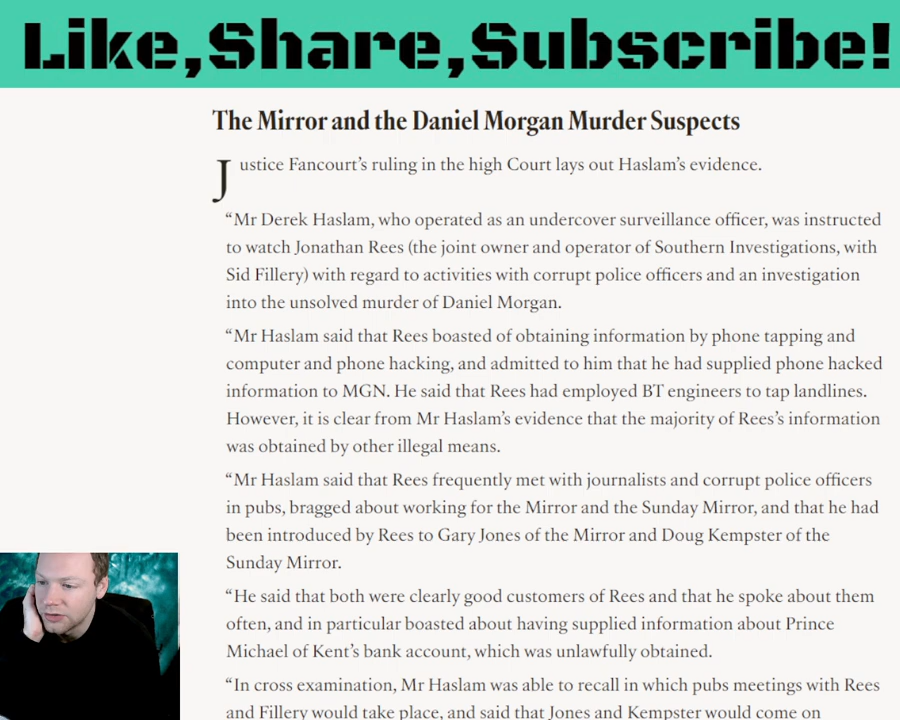 Like,Share,Subscribe!
The Mirror and the Daniel Morgan Murder Suspects
Justice Fancourt’s ruling in the high Court lays out Haslam’s evidence.
“Mr Derek Haslam, who operated as an undercover surveillance officer, was instructed
to watch Jonathan Rees (the joint owner and operator of Southern Investigations, with
Sid Fillery) with regard to activities with corrupt police officers and an investigation
into the unsolved murder of Daniel Morgan.
“Mr Haslam said that Rees boasted of obtaining information by phone tapping and
computer and phone hacking, and admitted to him that he had supplied phone hacked
information to MGN. He said that Rees had employed BT engineers to tap landlines.
However, it is clear from Mr Haslam’s evidence that the majority of Rees’s information
was obtained by other illegal means.
“Mr Haslam said that Rees frequently met with journalists and corrupt police officers
in pubs, bragged about working for the Mirror and the Sunday Mirror, and that he had
been introduced by Rees to Gary Jones of the Mirror and Doug Kempster of the
Sunday Mirror.
“He said that both were clearly good customers of Rees and that he spoke about them
often, and in particular boasted about having supplied information about Prince
Michael of Kent’s bank account, which was unlawfully obtained.
“In cross examination, Mr Haslam was able to recall in which pubs meetings with Rees
and Fillery would take place, and said that Jones and Kempster would come on